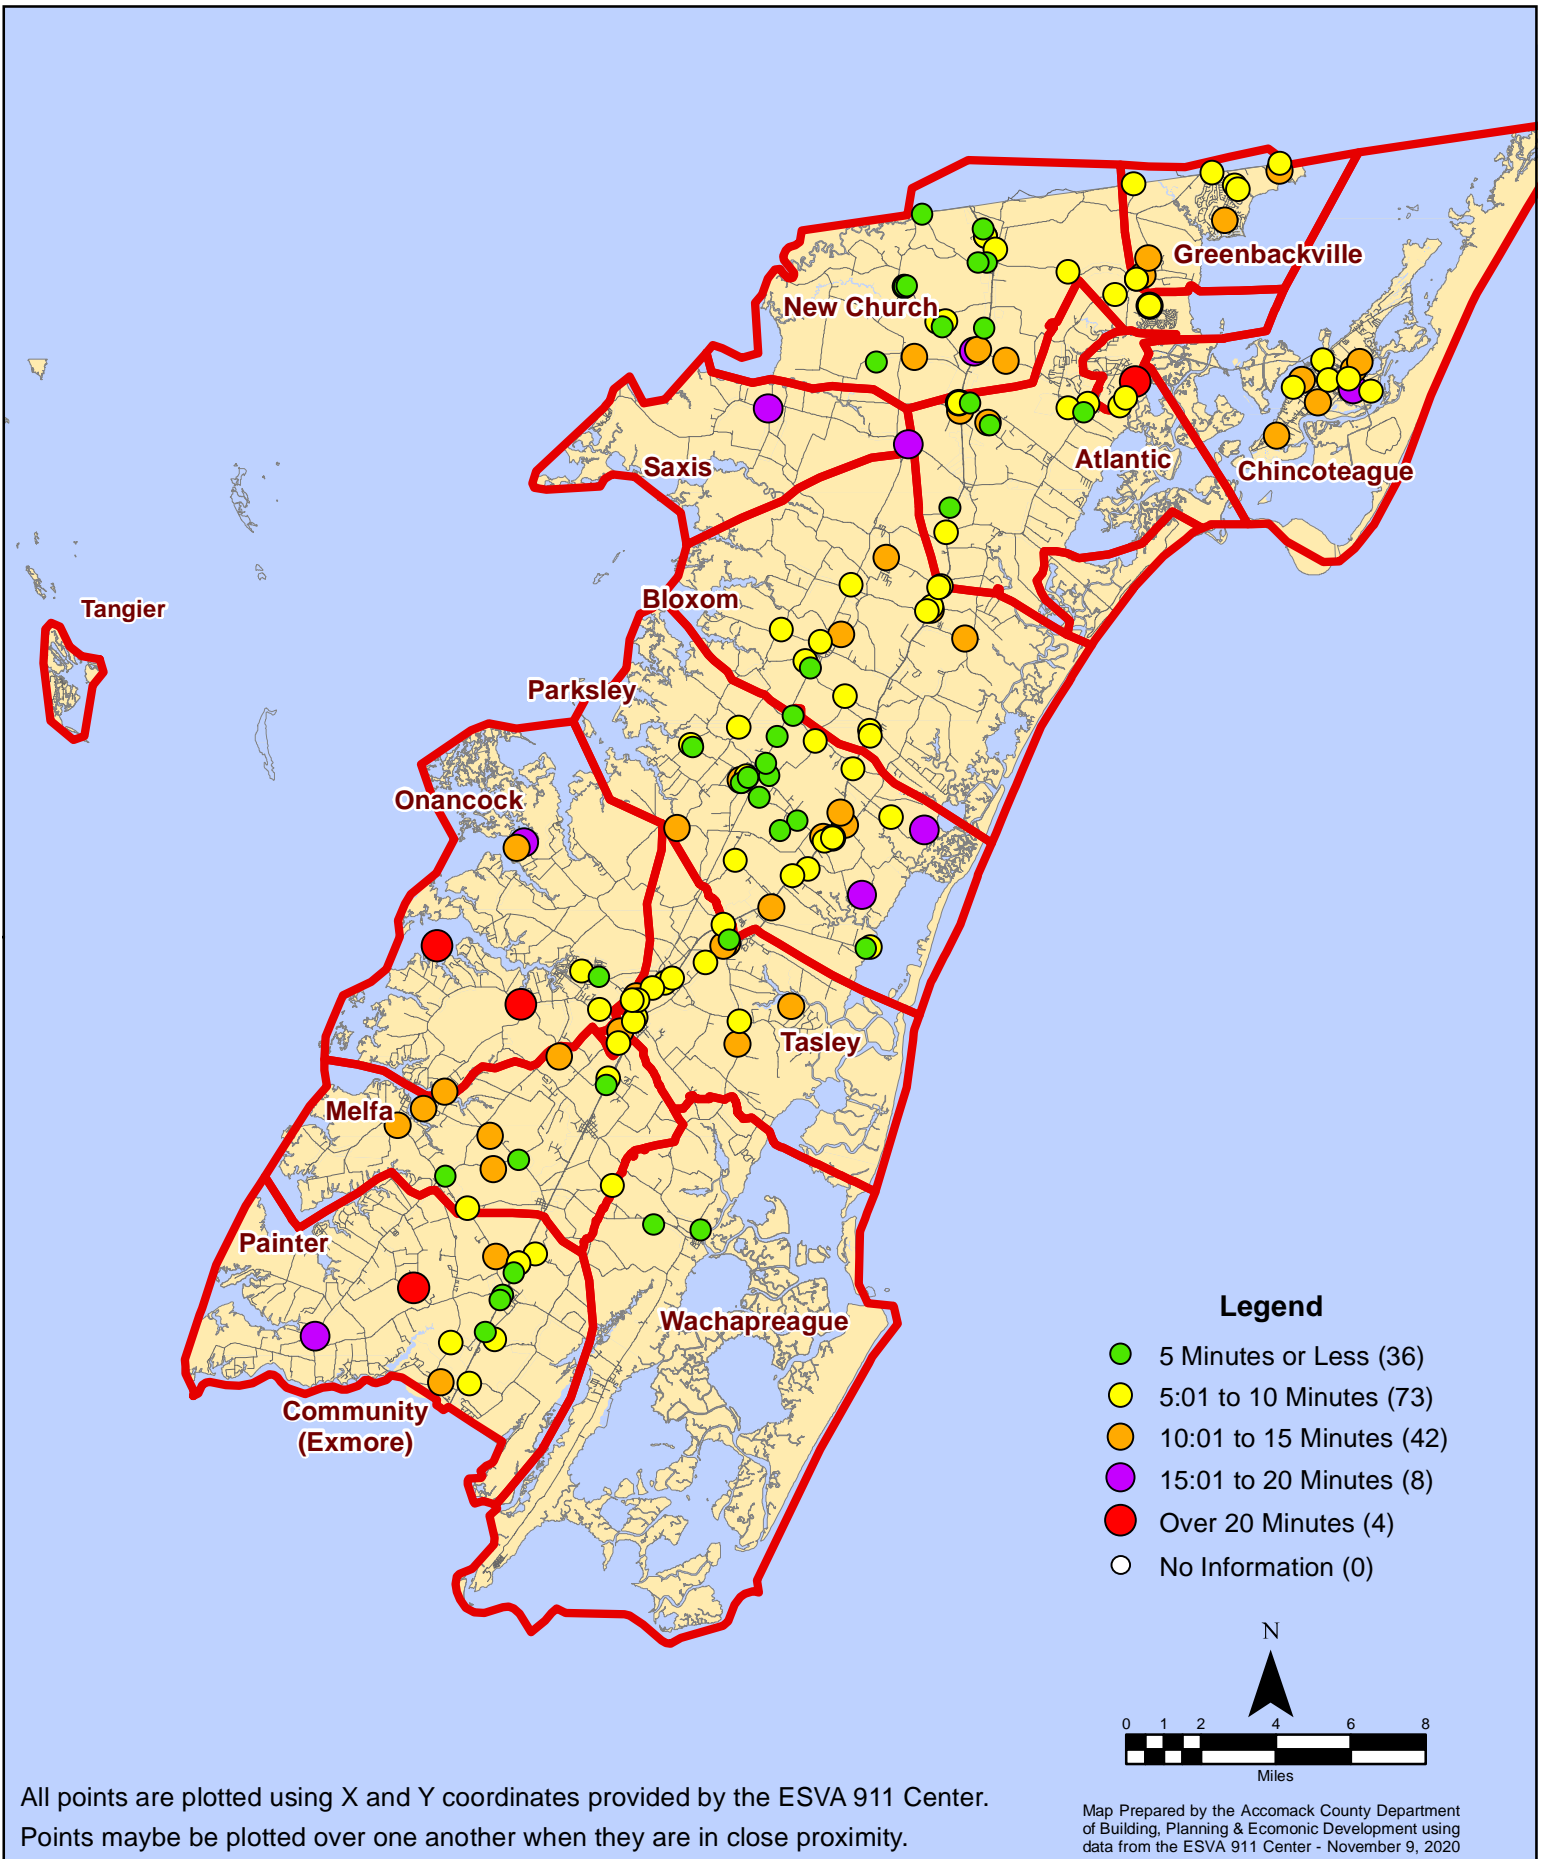 Greenbackville
New Church
Atlantic
Saxis
Chincoteague
Bloxom
Tangier
Parksley
Onancock
Tasley
Melfa
Painter
Wachapreague
Community
(Exmore)
Legend
5 Minutes or Less (36)
5:01 to 10 Minutes (73)
10:01 to 15 Minutes (42)
15:01 to 20 Minutes (8)
Over 20 Minutes (4)
No Information (0)
N
0 1 2 4 6 8
Miles
All points are plotted using X and Y coordinates provided by the ESVA 911 Center.
Points maybe be plotted over one another when they are in close proximity.
Map Prepared by the Accomack County Department
of Building, Planning & Ecomonic Development using
data from the ESVA 911 Center - November 9, 2020